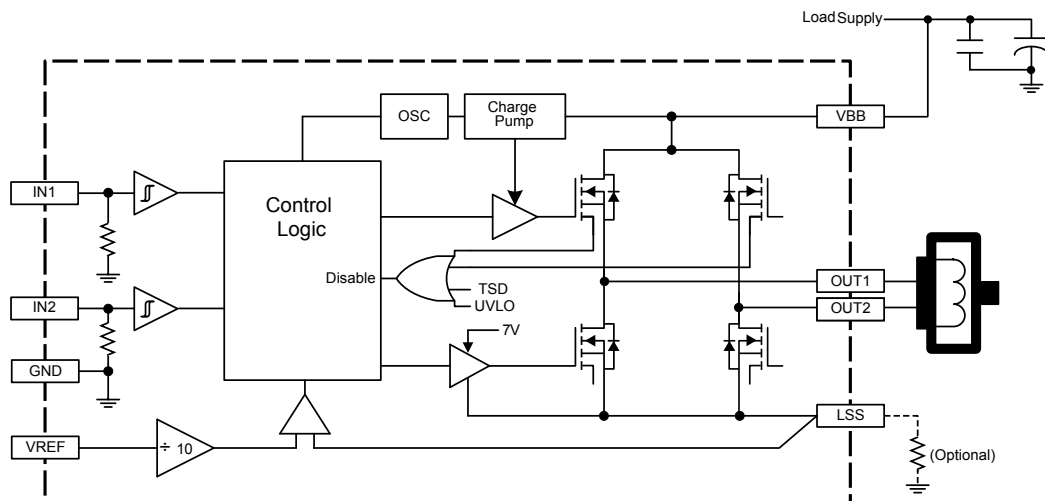 Load Supply
OSC
Charge
Pump
VBB
IN1
Control
Logic
Disable
TSD
UVLO
OUT1
IN2
OUT2
7V
GND
LSS
VREF
÷ 10
(Optional)